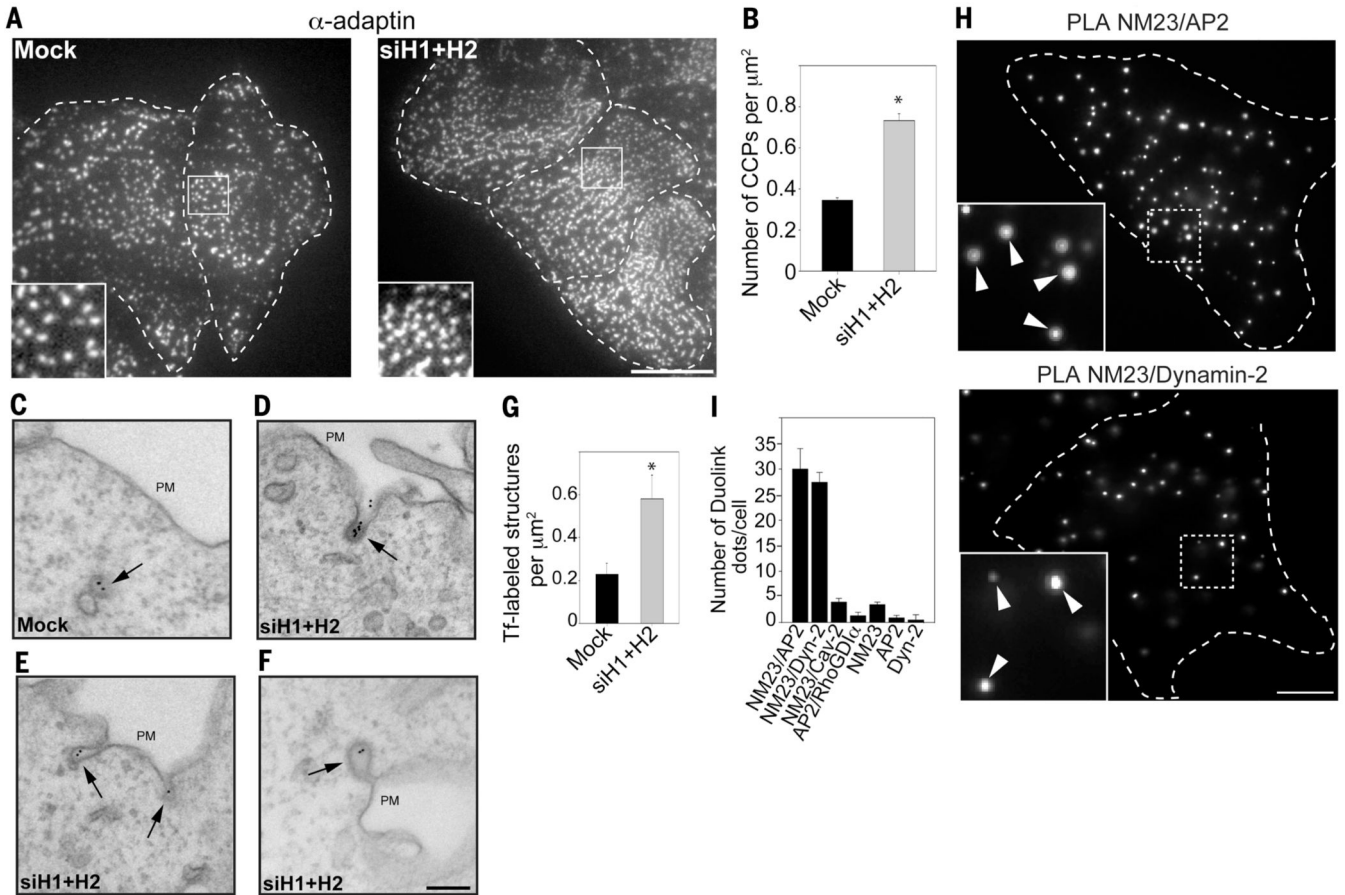 A
α-adaptin
Mock
siH1+H2
B
Number of CCPs per μm²
0.8
0.6
0.4
0.2
0
*
Mock
siH1+H2
C
PM
Mock
D
PM
siH1+H2
E
PM
siH1+H2
F
PM
siH1+H2
G
Tf-labeled structures
per μm²
0.6
0.4
0.2
0
*
Mock
siH1+H2
H
PLA NM23/AP2
PLA NM23/Dynamin-2
I
Number of Duolink
dots/cell
35
30
25
20
15
10
5
0
NM23/AP2
NM23/Dyn-2
NM23/Cav-2
AP2/RhoGDIα
NM23
AP2
Dyn-2